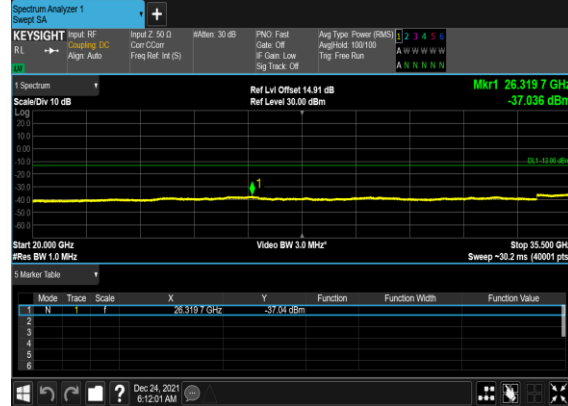 Spectrum Analyzer 1
Swept SA
+
KEYSIGHT Input: RF Input Z: 50 Ω #Atten: 30 dB PNO: Fast Avg Type: Power (RMS) 1 2 3 4 5 6
RL Coupling: DC Corr CCorr Gate: Off Avg|Hold: 100/100 A W W W W W
Align: Auto Freq Ref: Int (S) IF Gain: Low Trig: Free Run
LW Sig Track: Off A N N N N N
1 Spectrum Ref Lvl Offset 14.91 dB Mkr1 26.319 7 GHz
Scale/Div 10 dB Ref Level 30.00 dBm -37.036 dBm
Log
20.0
10.0
0.00
-10.0 DL1 -13.00 dBm
-20.0
-30.0 1
-40.0
-50.0
-60.0
Start 20.000 GHz Video BW 3.0 MHz* Stop 35.500 GHz
#Res BW 1.0 MHz Sweep ~30.2 ms (40001 pts)
5 Marker Table
Mode Trace Scale X Y Function Function Width Function Value
1 N 1 f 26.319 7 GHz -37.04 dBm
2
3
4
5
6
? Dec 24, 2021
6:12:01 AM